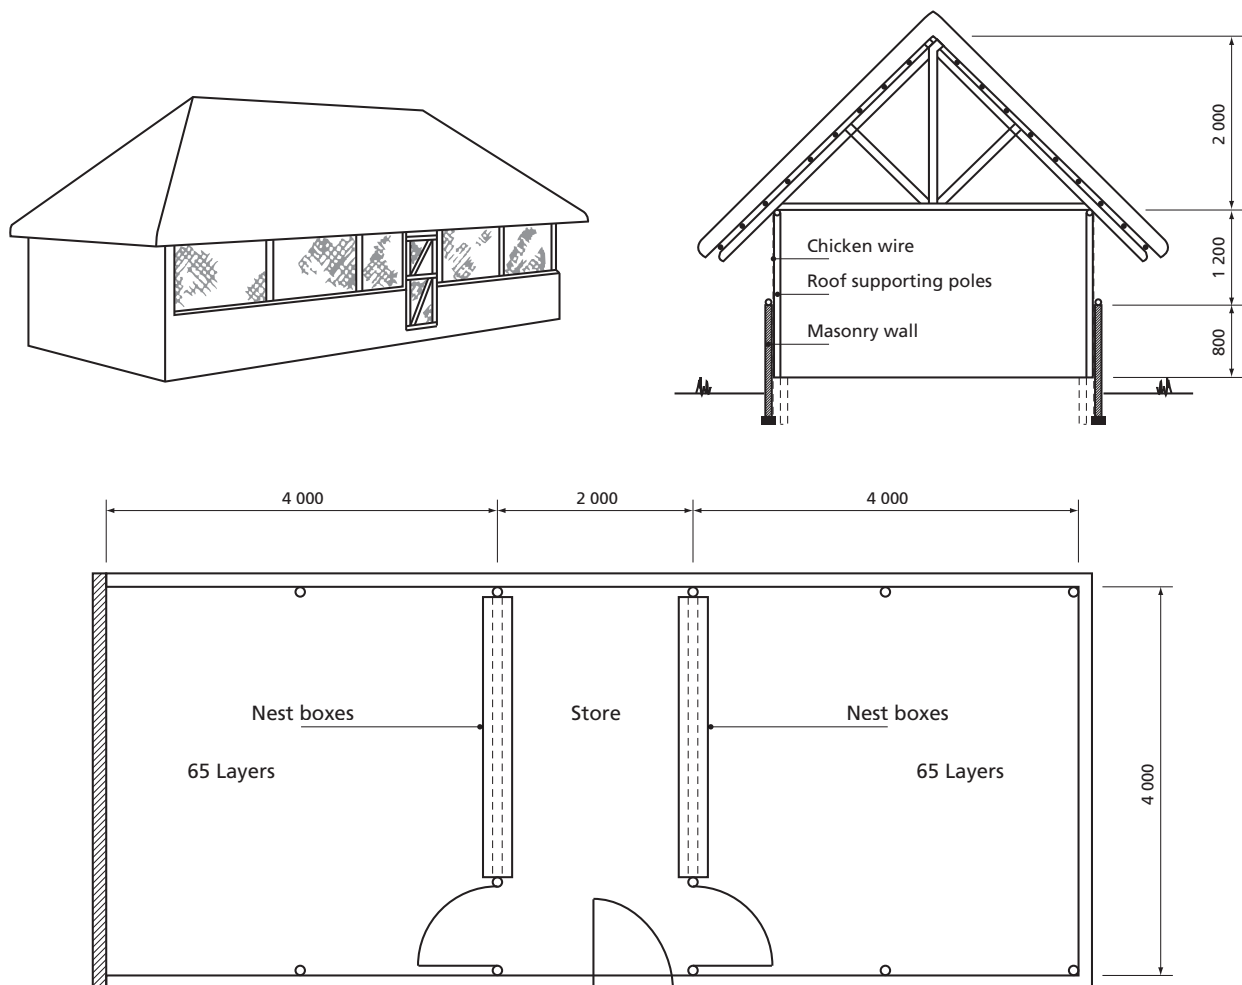 2 000
1 200
800
Chicken wire
Roof supporting poles
Masonry wall
4 000
2 000
4 000
Nest boxes
Store
Nest boxes
65 Layers
65 Layers
4 000